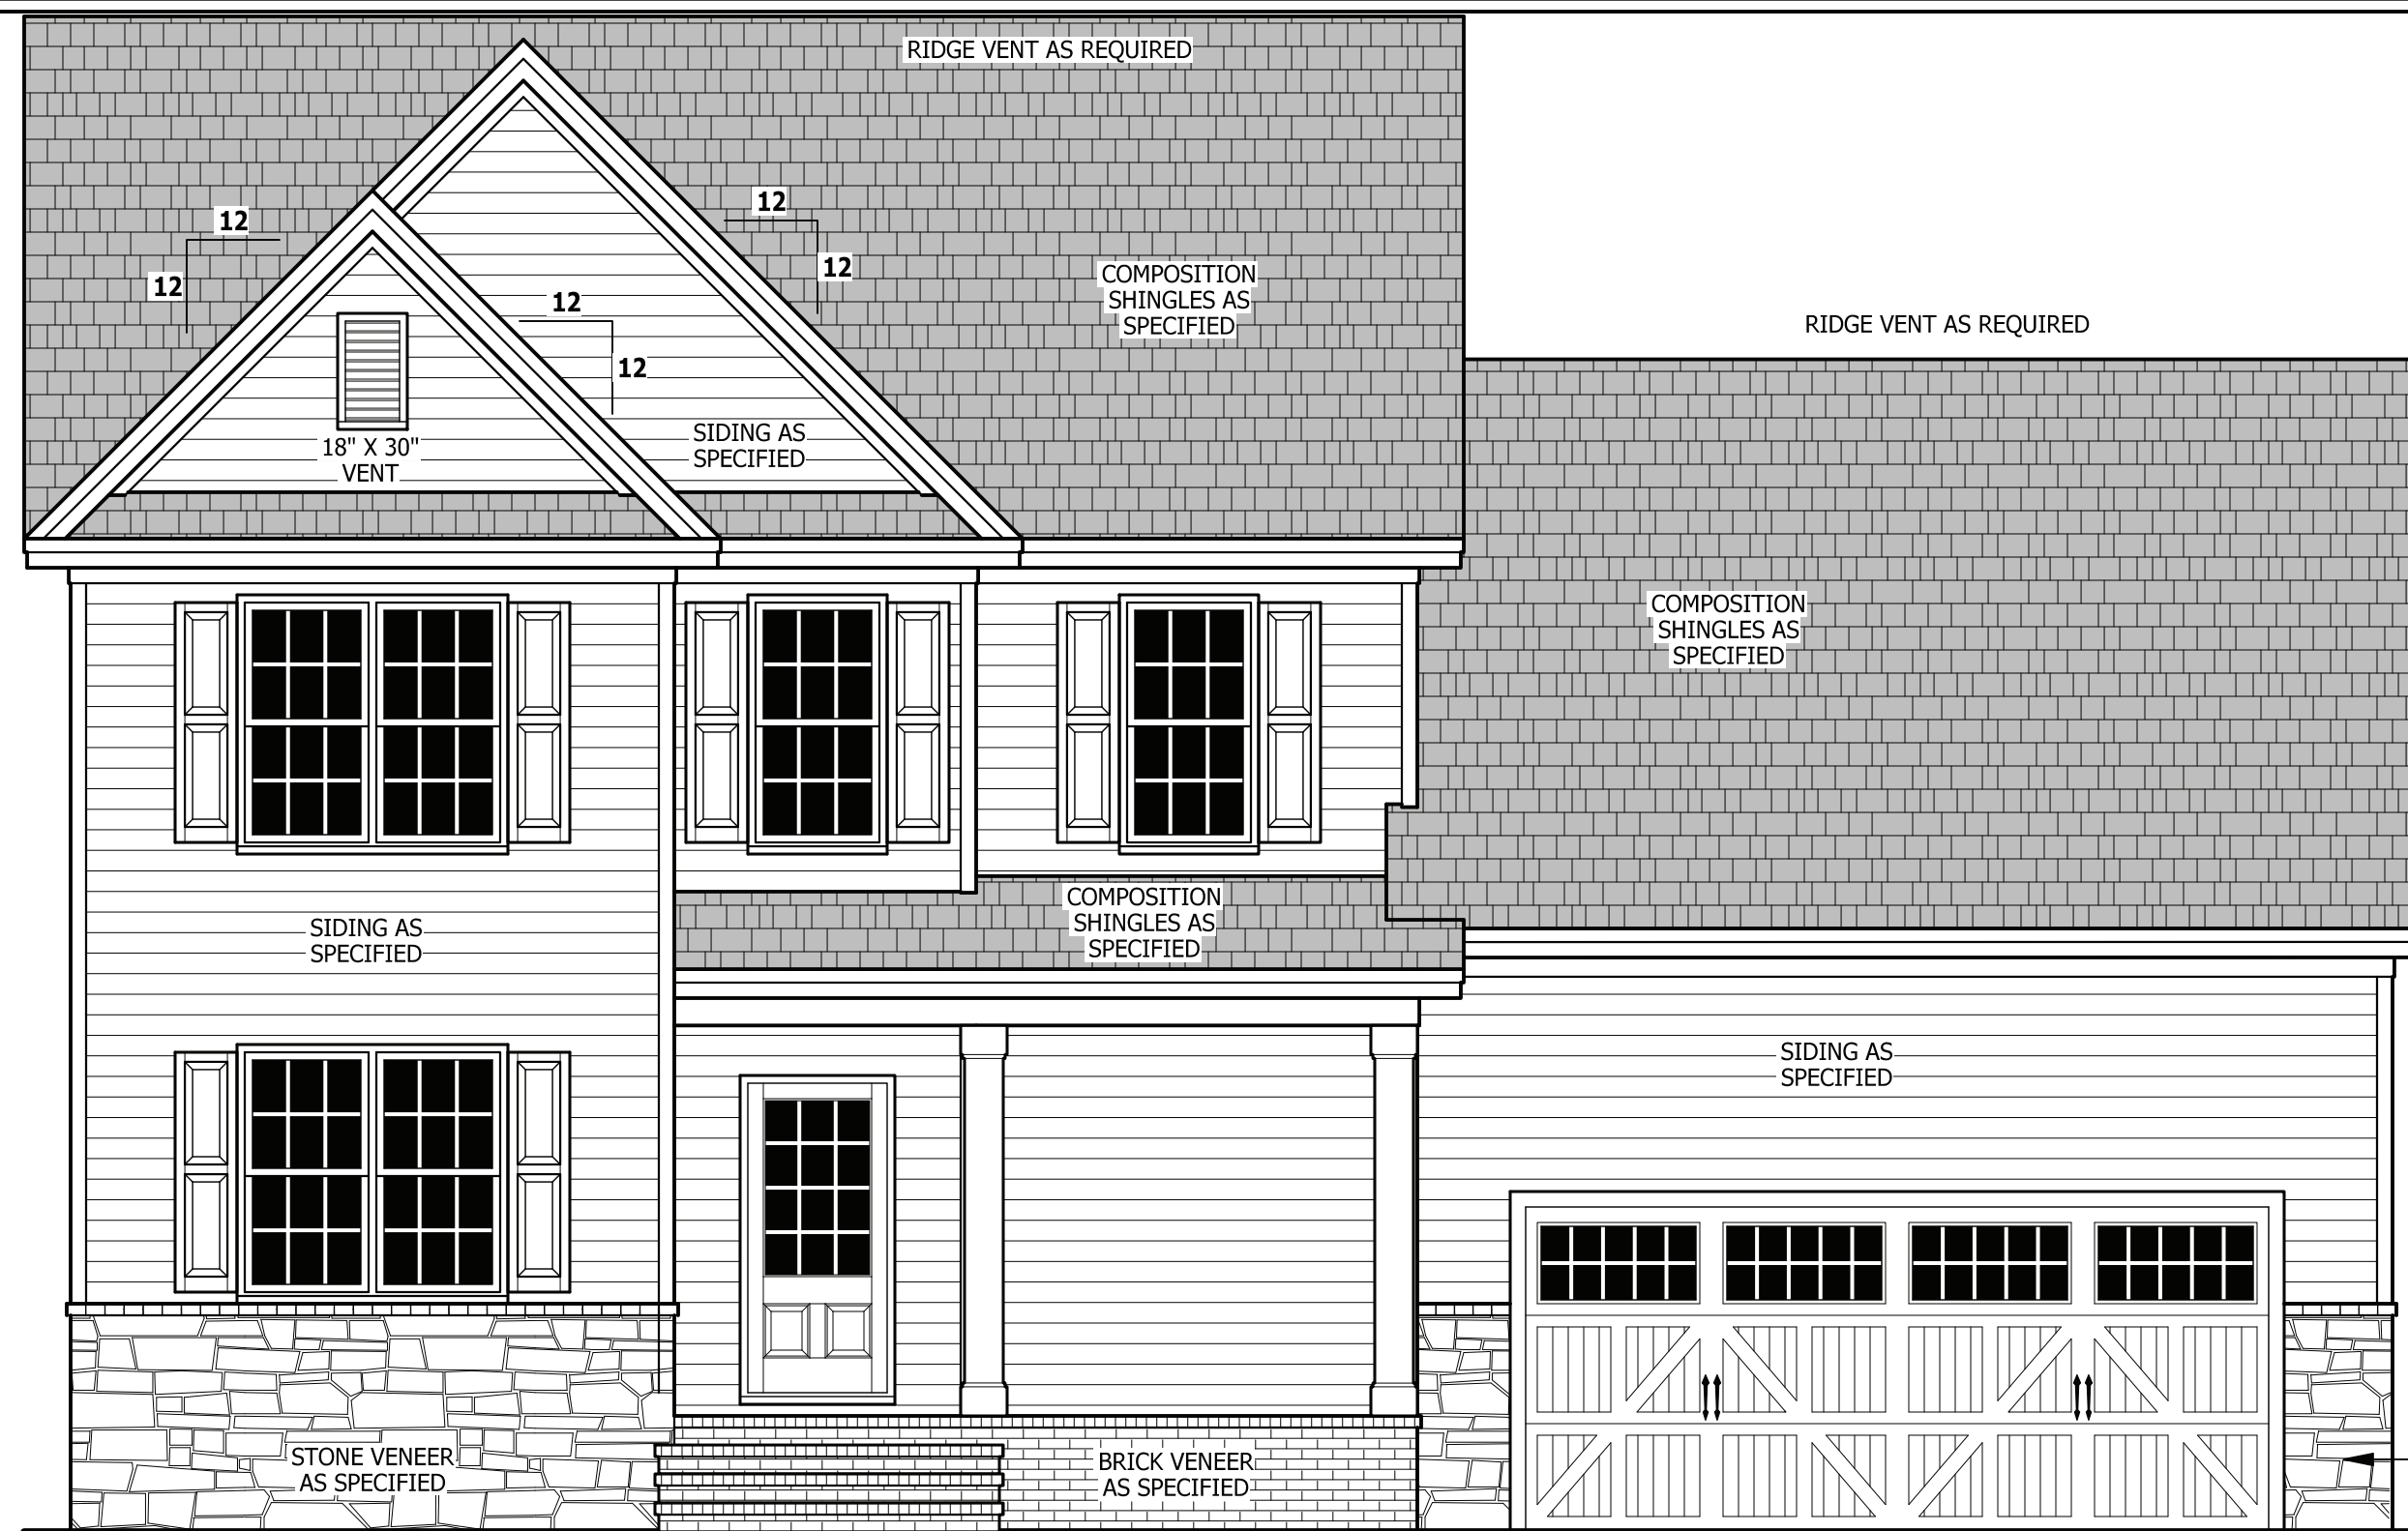 RIDGE VENT AS REQUIRED
12
12
12
12
12
12
COMPOSITION
SHINGLES AS
SPECIFIED
RIDGE VENT AS REQUIRED
18" X 30"
VENT
SIDING AS
SPECIFIED
COMPOSITION
SHINGLES AS
SPECIFIED
SIDING AS
SPECIFIED
COMPOSITION
SHINGLES AS
SPECIFIED
SIDING AS
SPECIFIED
STONE VENEER
AS SPECIFIED
BRICK VENEER
AS SPECIFIED